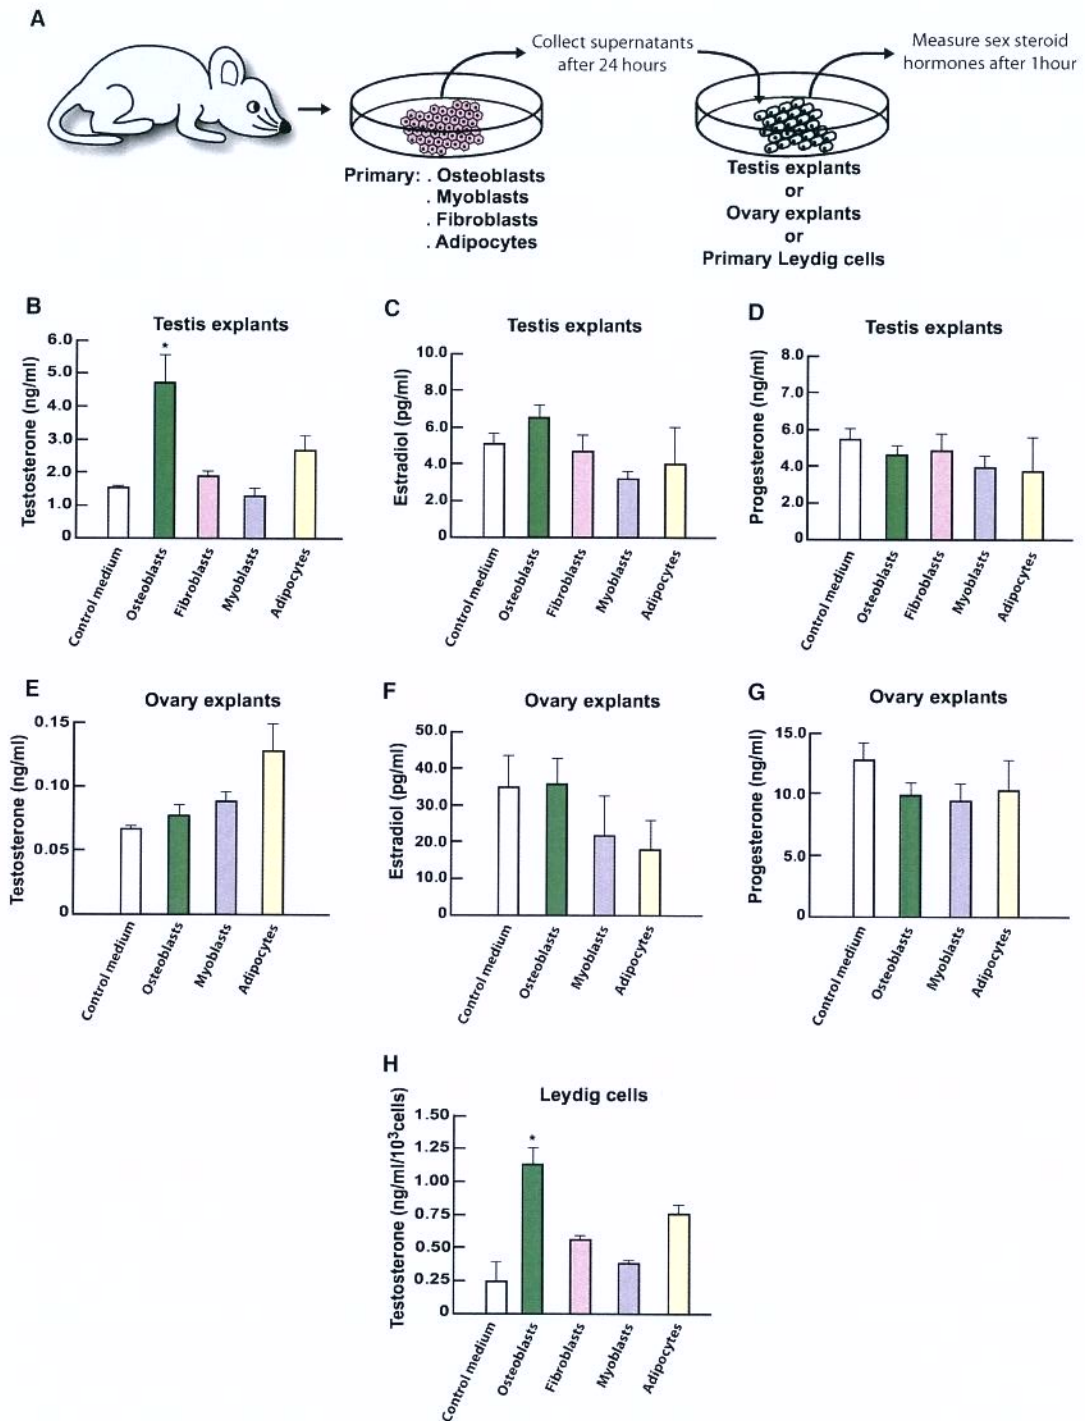 A
Collect supernatants
after 24 hours
Measure sex steroid
hormones after 1hour
Primary: . Osteoblasts
. Myoblasts
. Fibroblasts
. Adipocytes
Testis explants
or
Ovary explants
or
Primary Leydig cells
B
Testis explants
Testosterone (ng/ml)
6.0
5.0
4.0
3.0
2.0
1.0
0
*
Control medium
Osteoblasts
Fibroblasts
Myoblasts
Adipocytes
C
Testis explants
Estradiol (pg/ml)
10.0
8.0
6.0
4.0
2.0
0
Control medium
Osteoblasts
Fibroblasts
Myoblasts
Adipocytes
D
Testis explants
Progesterone (ng/ml)
8.0
7.0
6.0
4.0
2.0
0
Control medium
Osteoblasts
Fibroblasts
Myoblasts
Adipocytes
E
Ovary explants
Testosterone (ng/ml)
0.15
0.10
0.05
0
Control medium
Osteoblasts
Myoblasts
Adipocytes
F
Ovary explants
Estradiol (pg/ml)
50.0
40.0
30.0
20.0
10.0
0
Control medium
Osteoblasts
Myoblasts
Adipocytes
G
Ovary explants
Progesterone (ng/ml)
15.0
10.0
5.0
0
Control medium
Osteoblasts
Myoblasts
Adipocytes
H
Leydig cells
Testosterone (ng/ml/10³cells)
1.50
1.25
1.00
0.75
0.50
0.25
0
*
Control medium
Osteoblasts
Fibroblasts
Myoblasts
Adipocytes